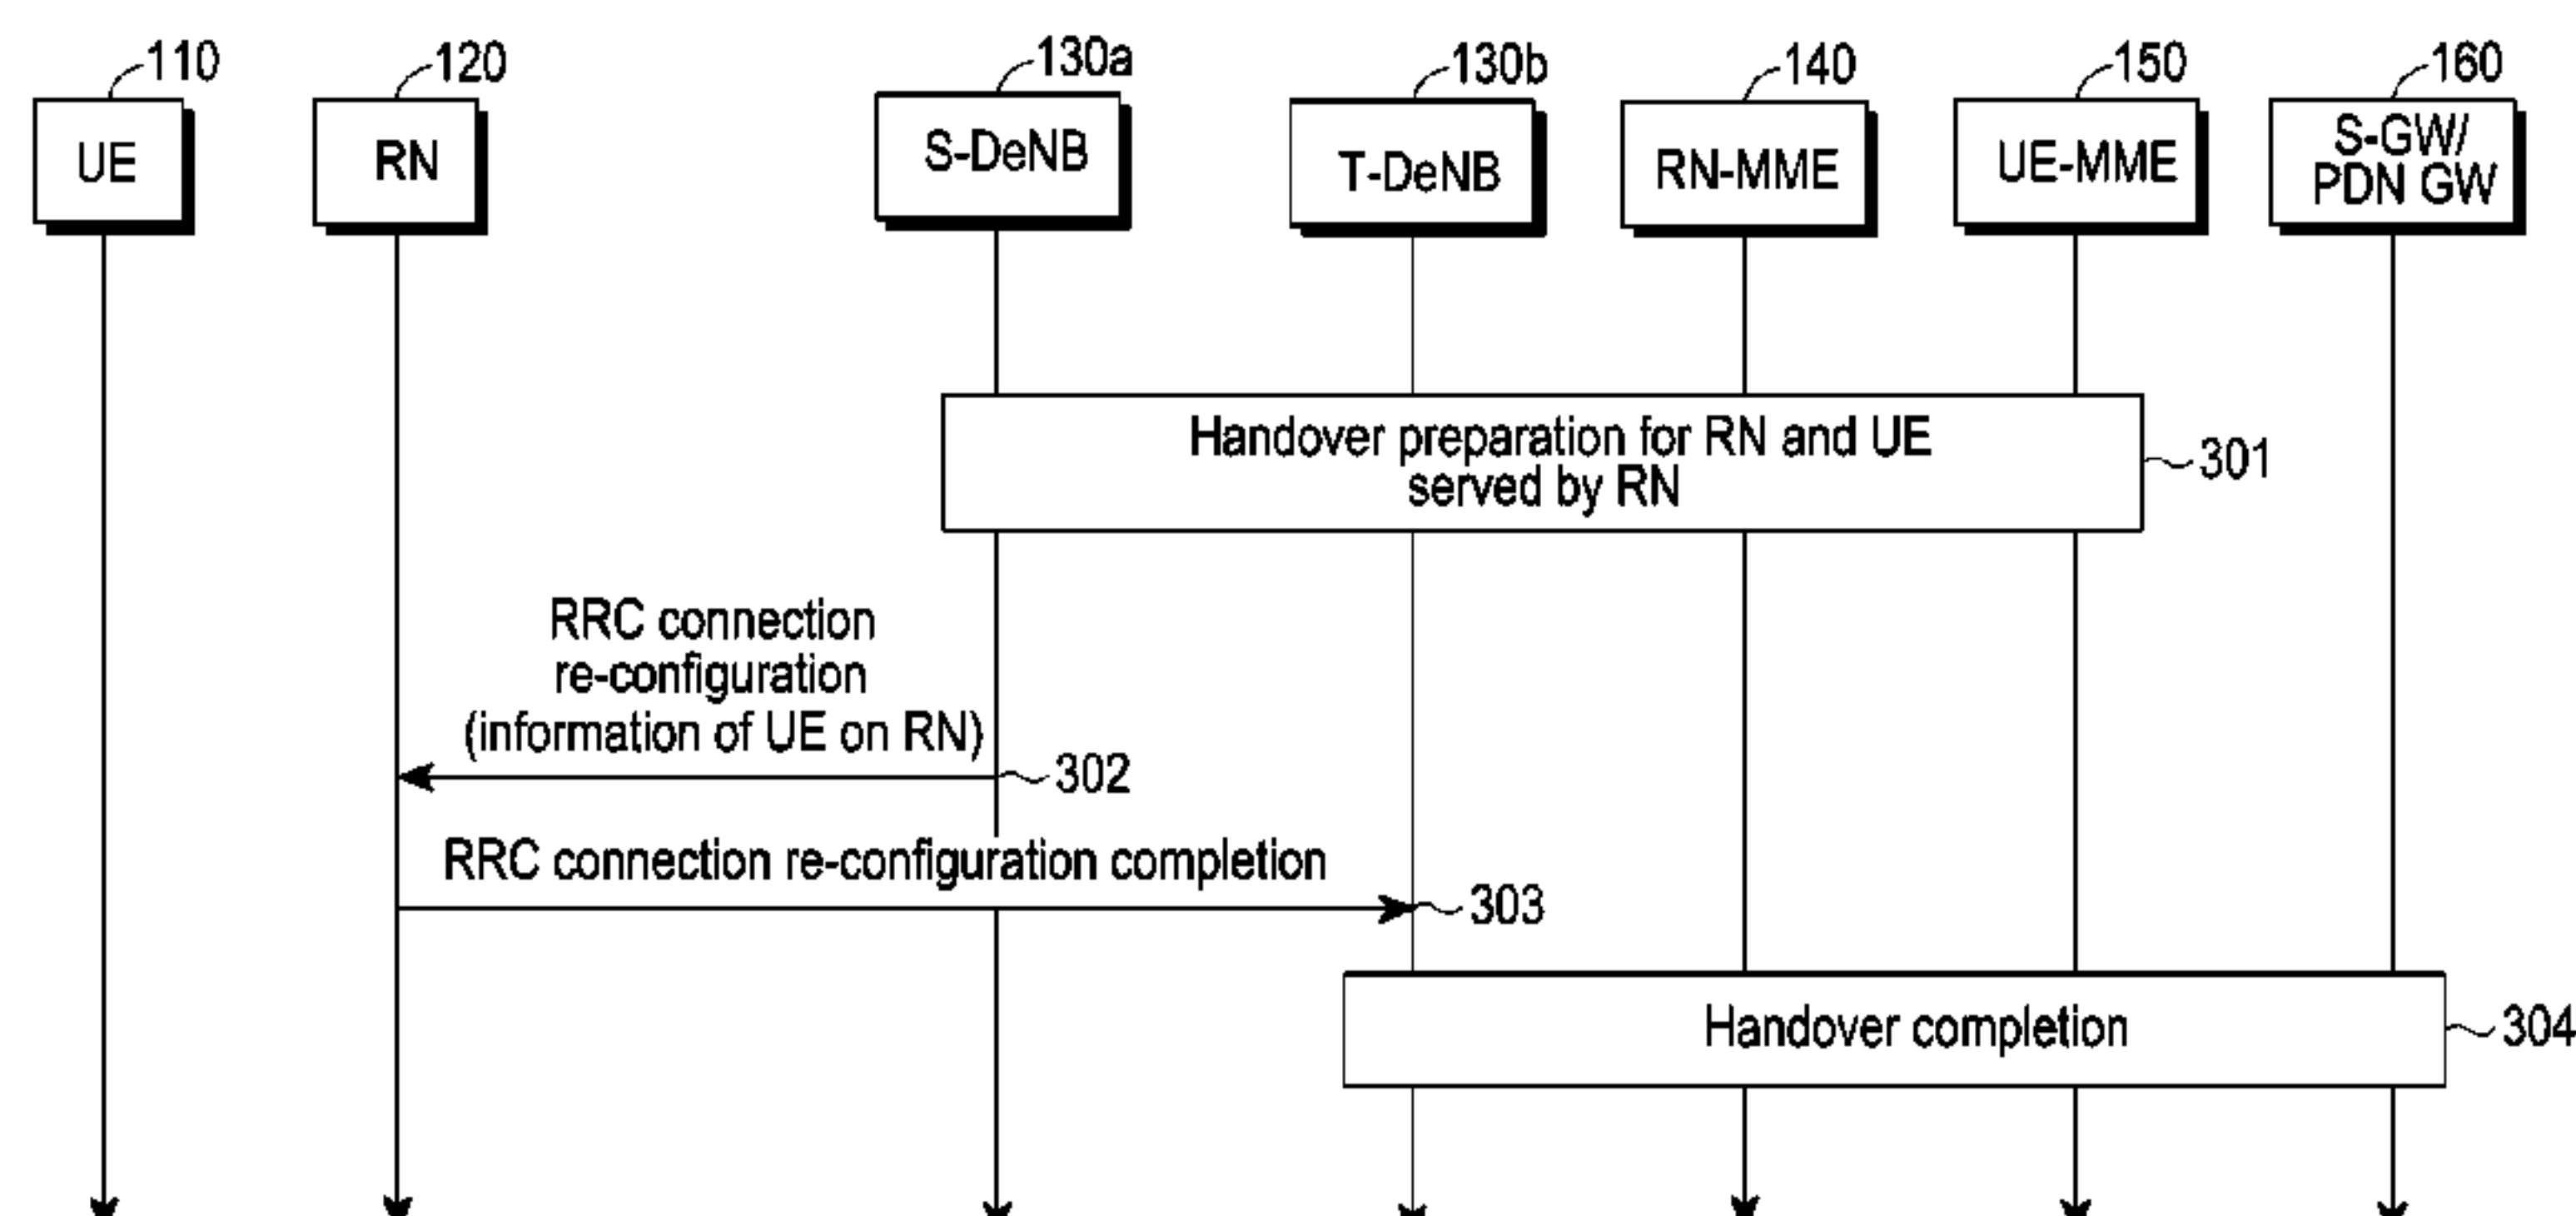 110
120
130a
130b
140
150
160
UE
RN
S-DeNB
T-DeNB
RN-MME
UE-MME
S-GW/
PDN GW
Handover preparation for RN and UE
served by RN
301
RRC connection
re-configuration
(information of UE on RN)
302
RRC connection re-configuration completion
303
Handover completion
304